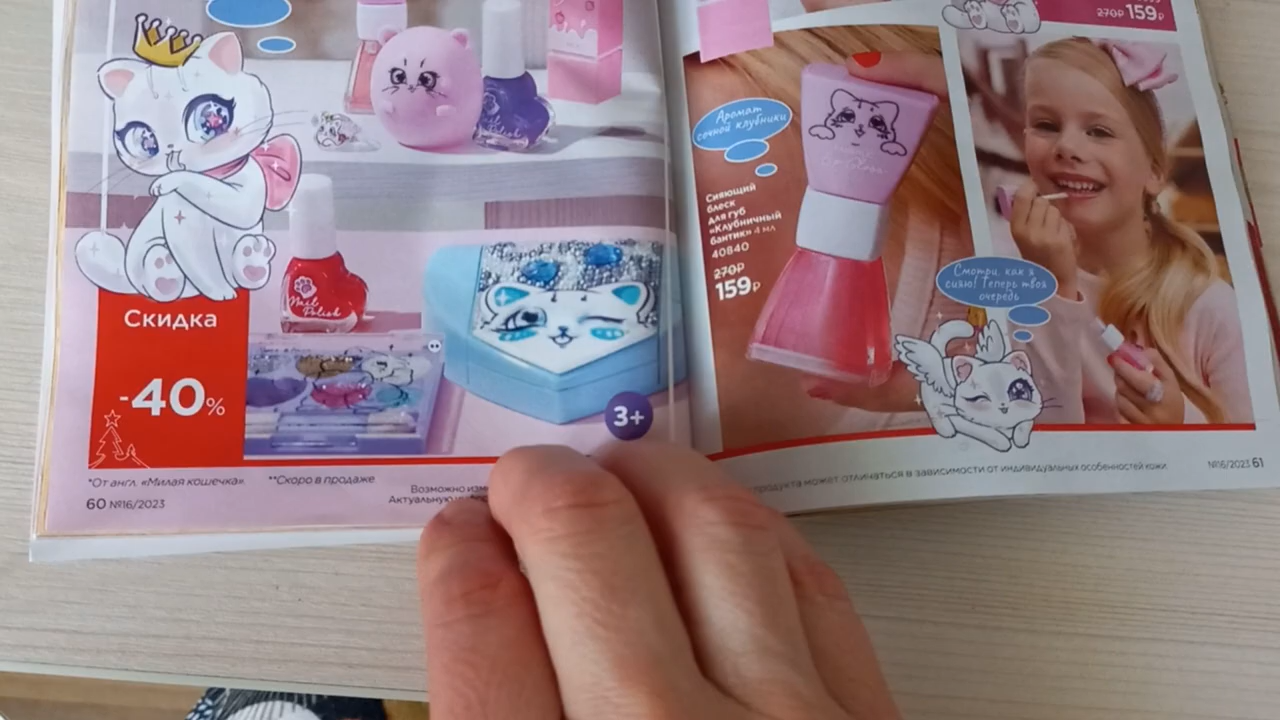 Nail
Polish
Скидка
-40%
3+
*От англ. «Милая кошечка». **Скоро в продаже
60 №16/2023
Возможно
270₽ 159₽
Аромат
сочной клубники
Сияющий
блеск
для губ
«Клубничный
бантик» 4 мл
40840
270₽
159₽
Смотри, как я
сияю! Теперь твоя
очередь
продукта может отличаться в зависимости от индивидуальных особенностей кожи.
№16/2023 61